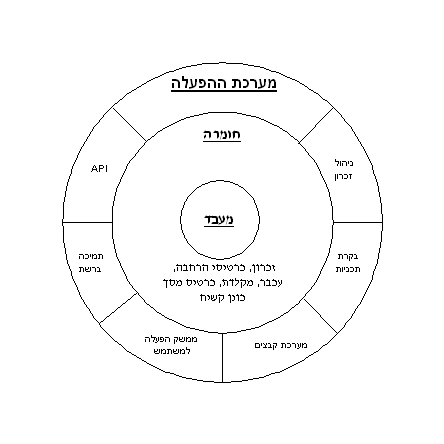 מערכת ההפעלה
חומרה
API
ניהול
זכרון
מעבד
תמיכה
ברשת
בקרת
תכניות
זכרון, כרטיסי הרחבה,
עכבר, מקלדת, כרטיס מסך
כונן קשיח
ממשק הפעלה
למשתמש
מערכת קבצים